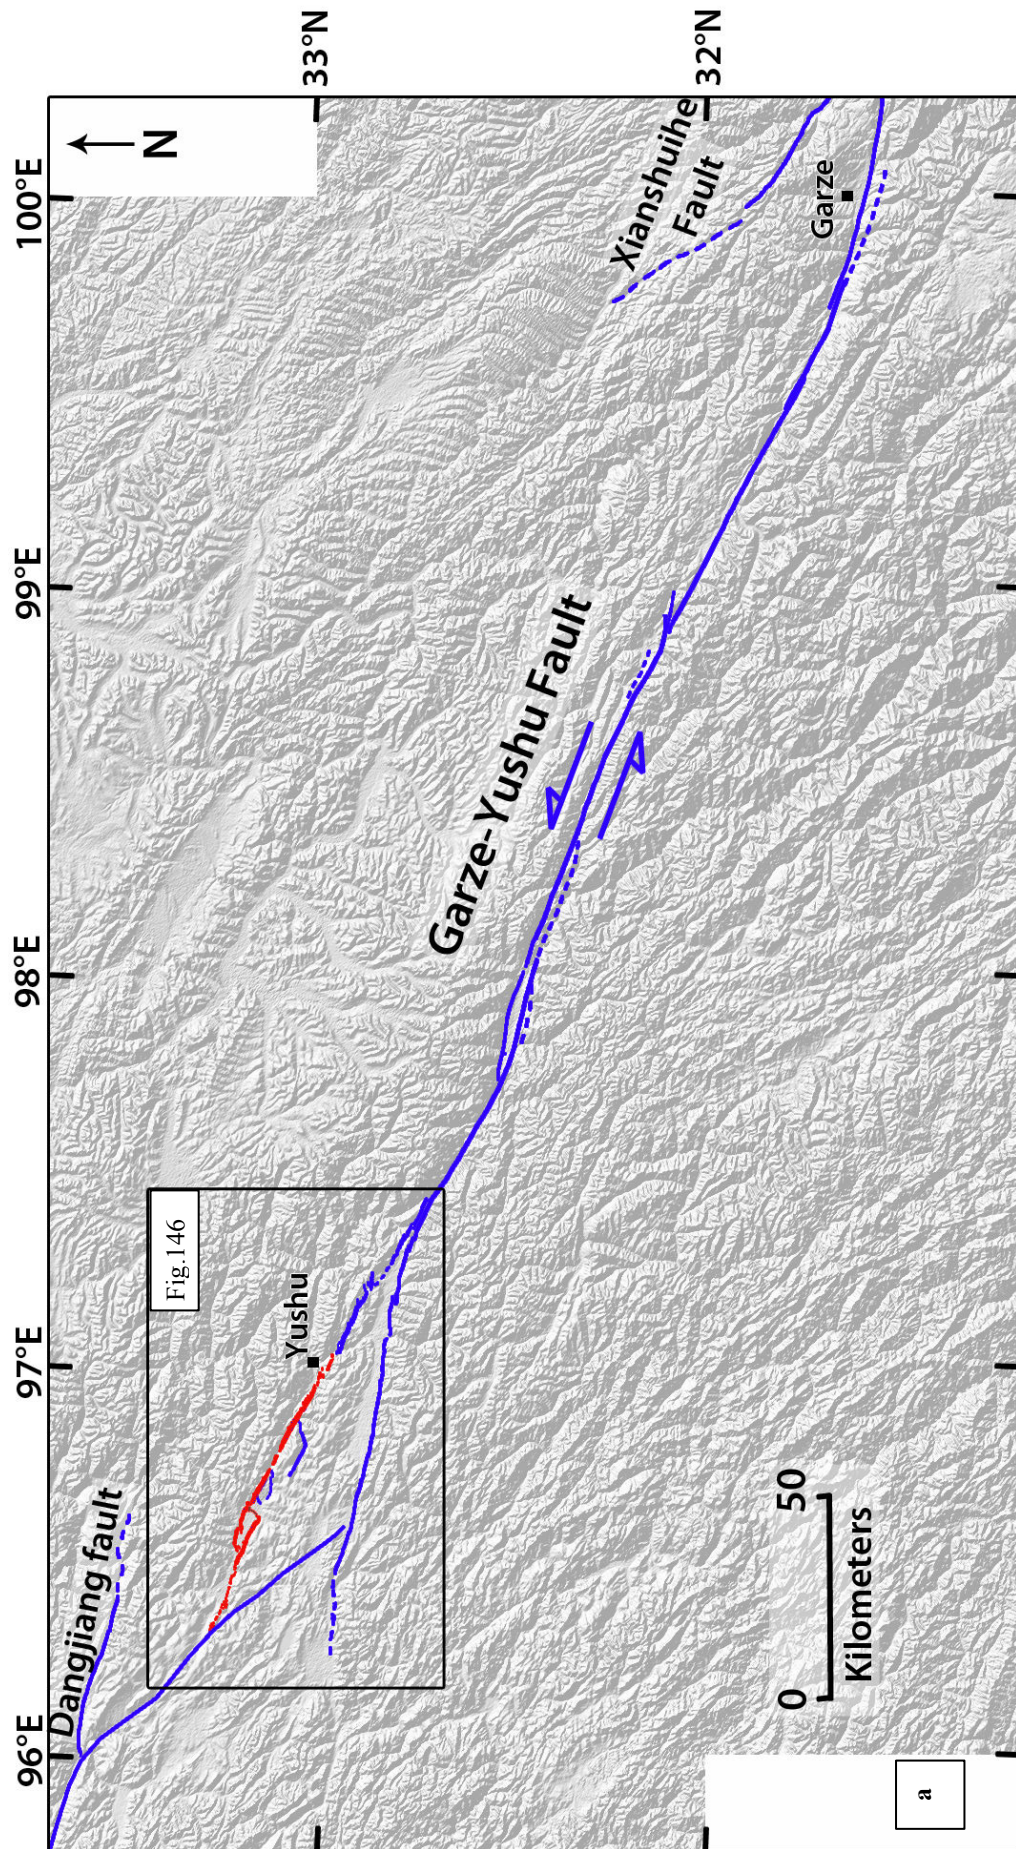 96°E
97°E
98°E
99°E
100°E
33°N
32°N
N
Dangjiang fault
Fig.146
Yushu
Garze-Yushu Fault
Xianshuihe
Fault
Garze
0
50
Kilometers
a